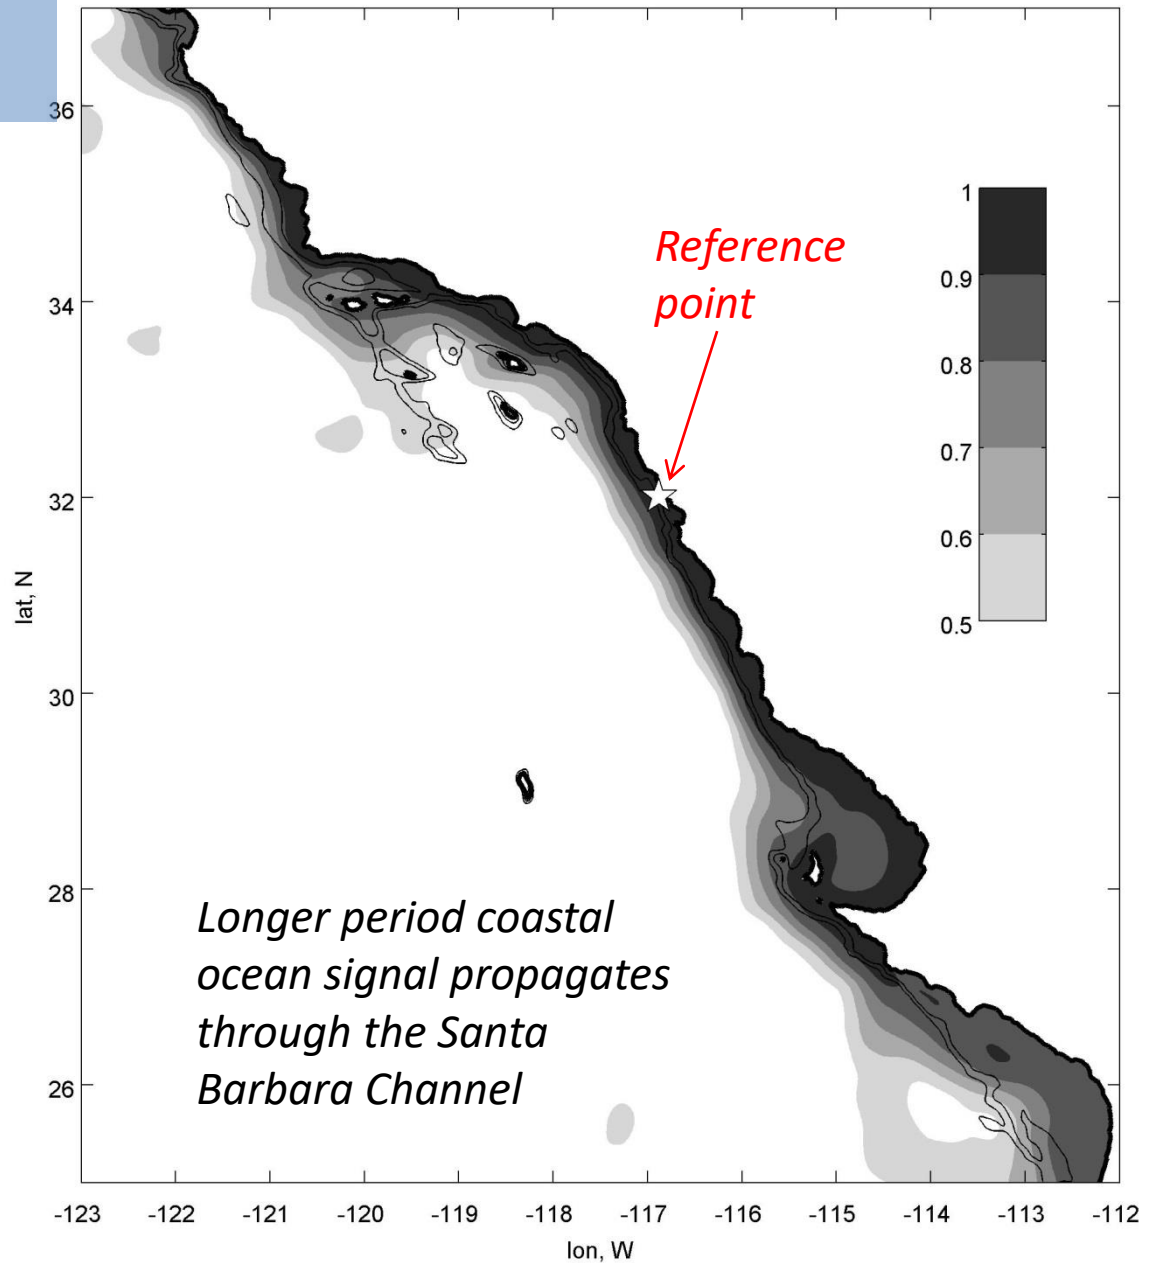 Reference
point
1
0.9
0.8
0.7
0.6
0.5
36
34
32
30
28
26
lat, N
Longer period coastal
ocean signal propagates
through the Santa
Barbara Channel
-123 -122 -121 -120 -119 -118 -117 -116 -115 -114 -113 -112
lon, W